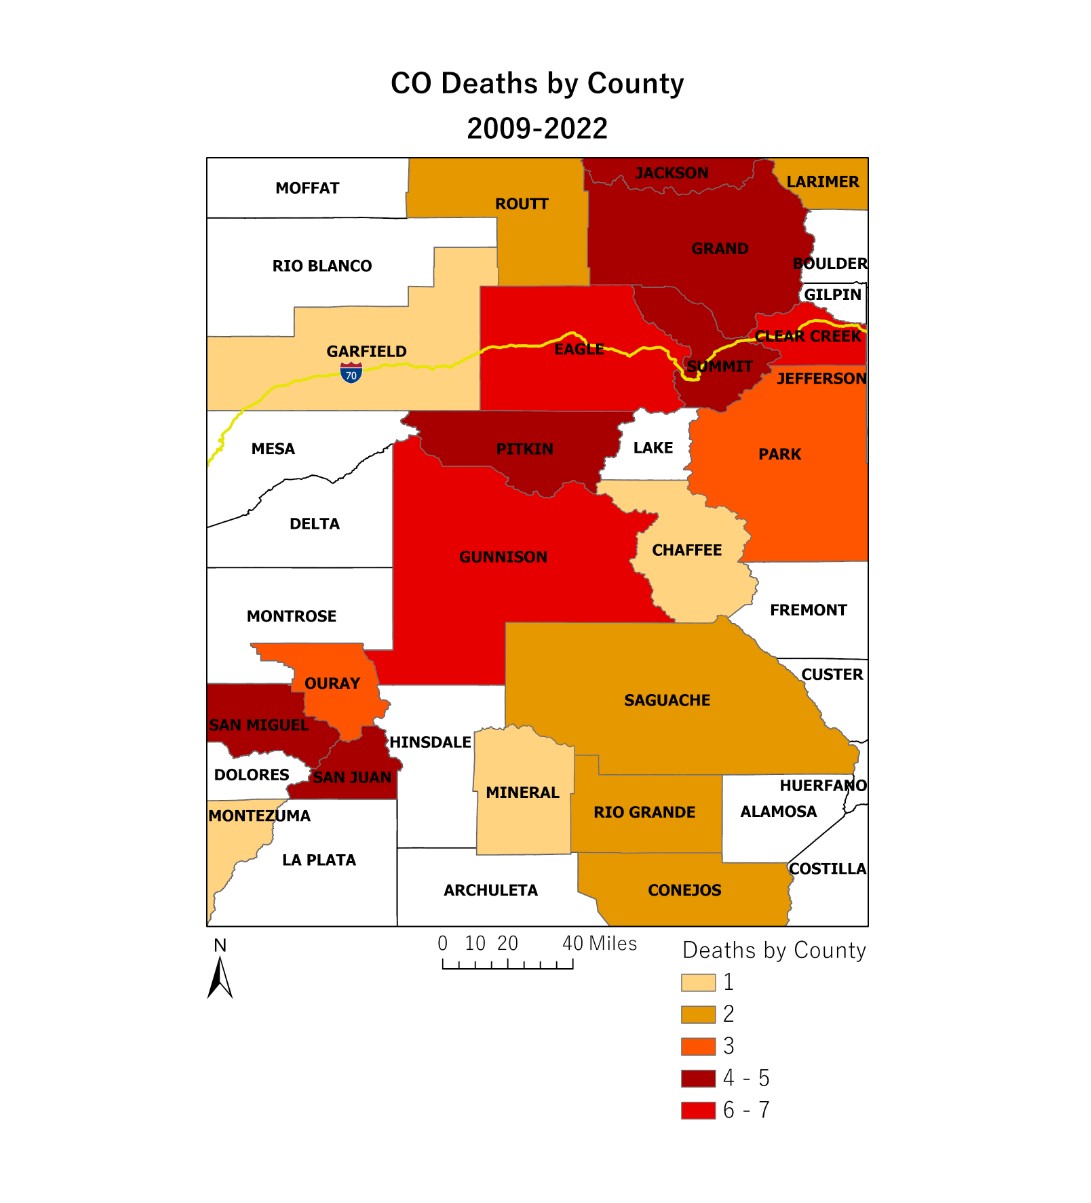 CO Deaths by County
2009-2022
JACKSON
LARIMER
MOFFAT
ROUTT
GRAND
RIO BLANCO
BOULDER
GILPIN
CLEAR CREEK
EAGLE
GARFIELD
SUMMIT
70
JEFFERSON
MESA
PITKIN
LAKE
PARK
DELTA
CHAFFEE
GUNNISON
FREMONT
MONTROSE
CUSTER
OURAY
SAGUACHE
SAN MIGUEL
HINSDALE
DOLORES
SAN JUAN
HUERFANO
MINERAL
RIO GRANDE
ALAMOSA
MONTEZUMA
LA PLATA
COSTILLA
ARCHULETA
CONEJOS
N
0 10 20 40 Miles
Deaths by County
1
2
3
4 - 5
6 - 7